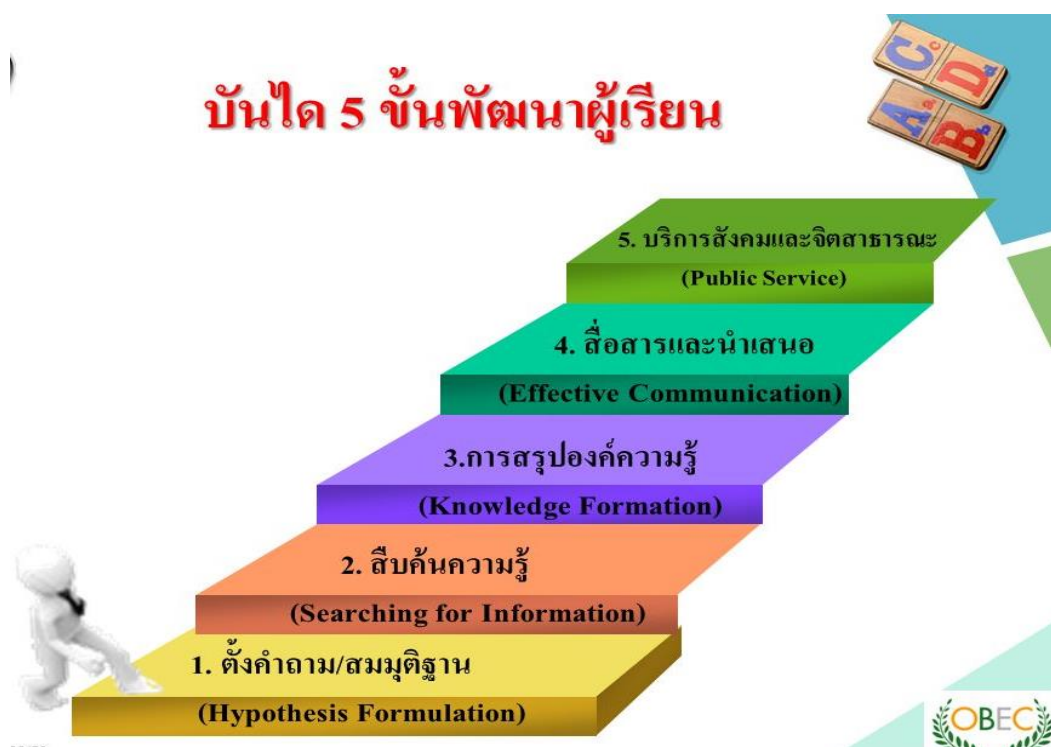 บันได 5 ขั้นพัฒนาผู้เรียน
5. บริการสังคมและจิตสาธารณะ
(Public Service)
4. สื่อสารและนำเสนอ
(Effective Communication)
3.การสรุปองค์ความรู้
(Knowledge Formation)
2. สืบค้นความรู้
(Searching for Information)
1. ตั้งคำถาม/สมมุติฐาน
(Hypothesis Formulation)
C c
D d
A a
B b
OBEC